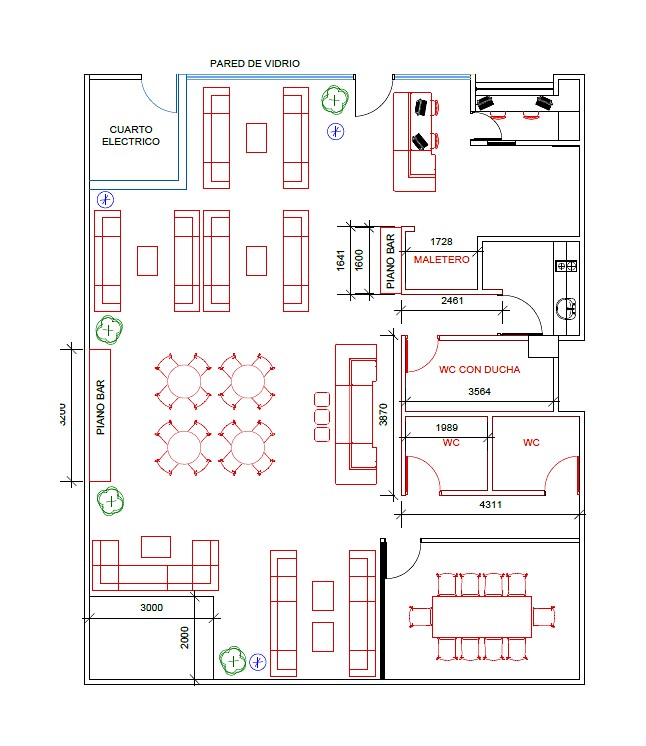 PARED DE VIDRIO
CUARTO
ELECTRICO
1641
1600
PIANO BAR
1728
MALETERO
2461
3200
PIANO BAR
3870
WC CON DUCHA
3564
1989
WC
WC
4311
3000
2000